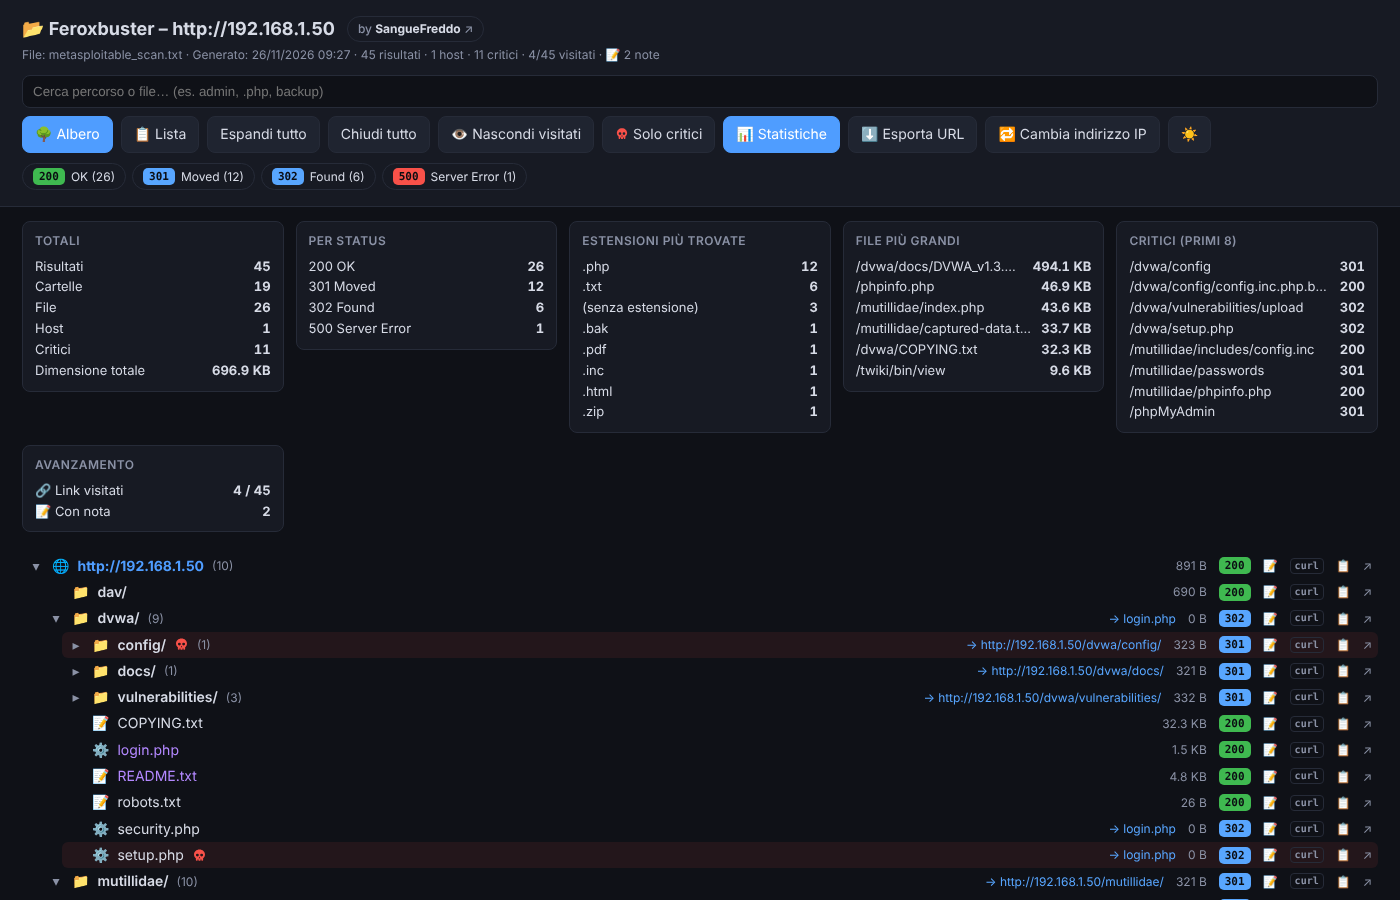 📂 Feroxbuster – http://192.168.1.50 by SangueFreddo ↗
File: metasploitable_scan.txt · Generato: 26/11/2026 09:27 · 45 risultati · 1 host · 11 critici · 4/45 visitati · 📝 2 note
Cerca percorso o file… (es. admin, .php, backup)
🌳 Albero 📋 Lista Espandi tutto Chiudi tutto 👁️ Nascondi visitati 💀 Solo critici 📊 Statistiche ⬇️ Esporta URL 🔁 Cambia indirizzo IP ☀️
200 OK (26) 301 Moved (12) 302 Found (6) 500 Server Error (1)
TOTALI
Risultati 45
Cartelle 19
File 26
Host 1
Critici 11
Dimensione totale 696.9 KB
PER STATUS
200 OK 26
301 Moved 12
302 Found 6
500 Server Error 1
ESTENSIONI PIÙ TROVATE
.php 12
.txt 6
(senza estensione) 3
.bak 1
.pdf 1
.inc 1
.html 1
.zip 1
FILE PIÙ GRANDI
/dvwa/docs/DVWA_v1.3.… 494.1 KB
/phpinfo.php 46.9 KB
/mutillidae/index.php 43.6 KB
/mutillidae/captured-data.t… 33.7 KB
/dvwa/COPYING.txt 32.3 KB
/twiki/bin/view 9.6 KB
CRITICI (PRIMI 8)
/dvwa/config 301
/dvwa/config/config.inc.php.b… 200
/dvwa/vulnerabilities/upload 302
/dvwa/setup.php 302
/mutillidae/includes/config.inc 200
/mutillidae/passwords 301
/mutillidae/phpinfo.php 200
/phpMyAdmin 301
AVANZAMENTO
🔗 Link visitati 4 / 45
📝 Con nota 2
▼ 🌐 http://192.168.1.50 (10) 891 B 200 📝 curl 📋 ↗
📁 dav/ 690 B 200 📝 curl 📋 ↗
▼ 📁 dvwa/ (9) → login.php 0 B 302 📝 curl 📋 ↗
▶ 📁 config/ 💀 (1) → http://192.168.1.50/dvwa/config/ 323 B 301 📝 curl 📋 ↗
▶ 📁 docs/ (1) → http://192.168.1.50/dvwa/docs/ 321 B 301 📝 curl 📋 ↗
▶ 📁 vulnerabilities/ (3) → http://192.168.1.50/dvwa/vulnerabilities/ 332 B 301 📝 curl 📋 ↗
📝 COPYING.txt 32.3 KB 200 📝 curl 📋 ↗
⚙️ login.php 1.5 KB 200 📝 curl 📋 ↗
📝 README.txt 4.8 KB 200 📝 curl 📋 ↗
📝 robots.txt 26 B 200 📝 curl 📋 ↗
⚙️ security.php → login.php 0 B 302 📝 curl 📋 ↗
⚙️ setup.php 💀 → login.php 0 B 302 📝 curl 📋 ↗
▼ 📁 mutillidae/ (10) → http://192.168.1.50/mutillidae/ 321 B 301 📝 curl 📋 ↗